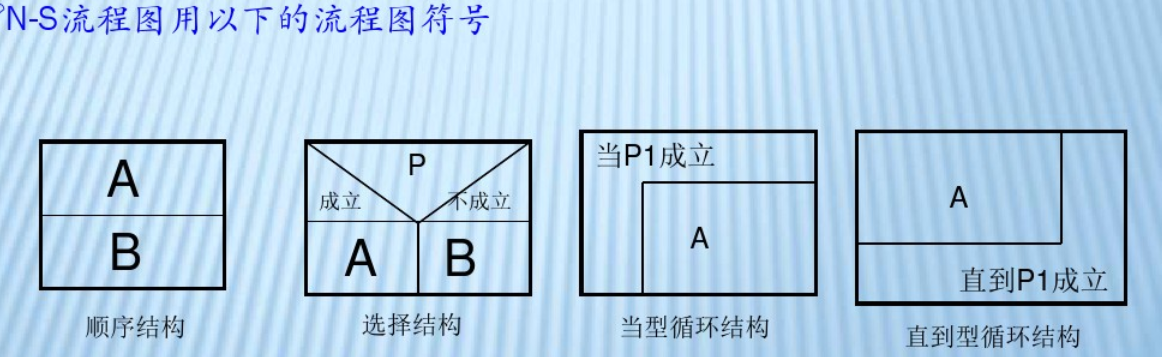 N-S流程图用以下的流程图符号
A
B
顺序结构
P
成立 不成立
A B
选择结构
当P1成立
A
当型循环结构
A
直到P1成立
直到型循环结构